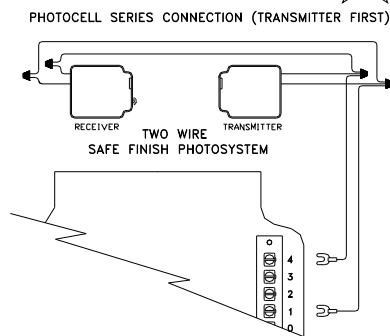 PHOTOCELL SERIES CONNECTION (TRANSMITTER FIRST)
RECEIVER
TRANSMITTER
TWO WIRE
SAFE FINISH PHOTOSYSTEM
4
3
2
1
0